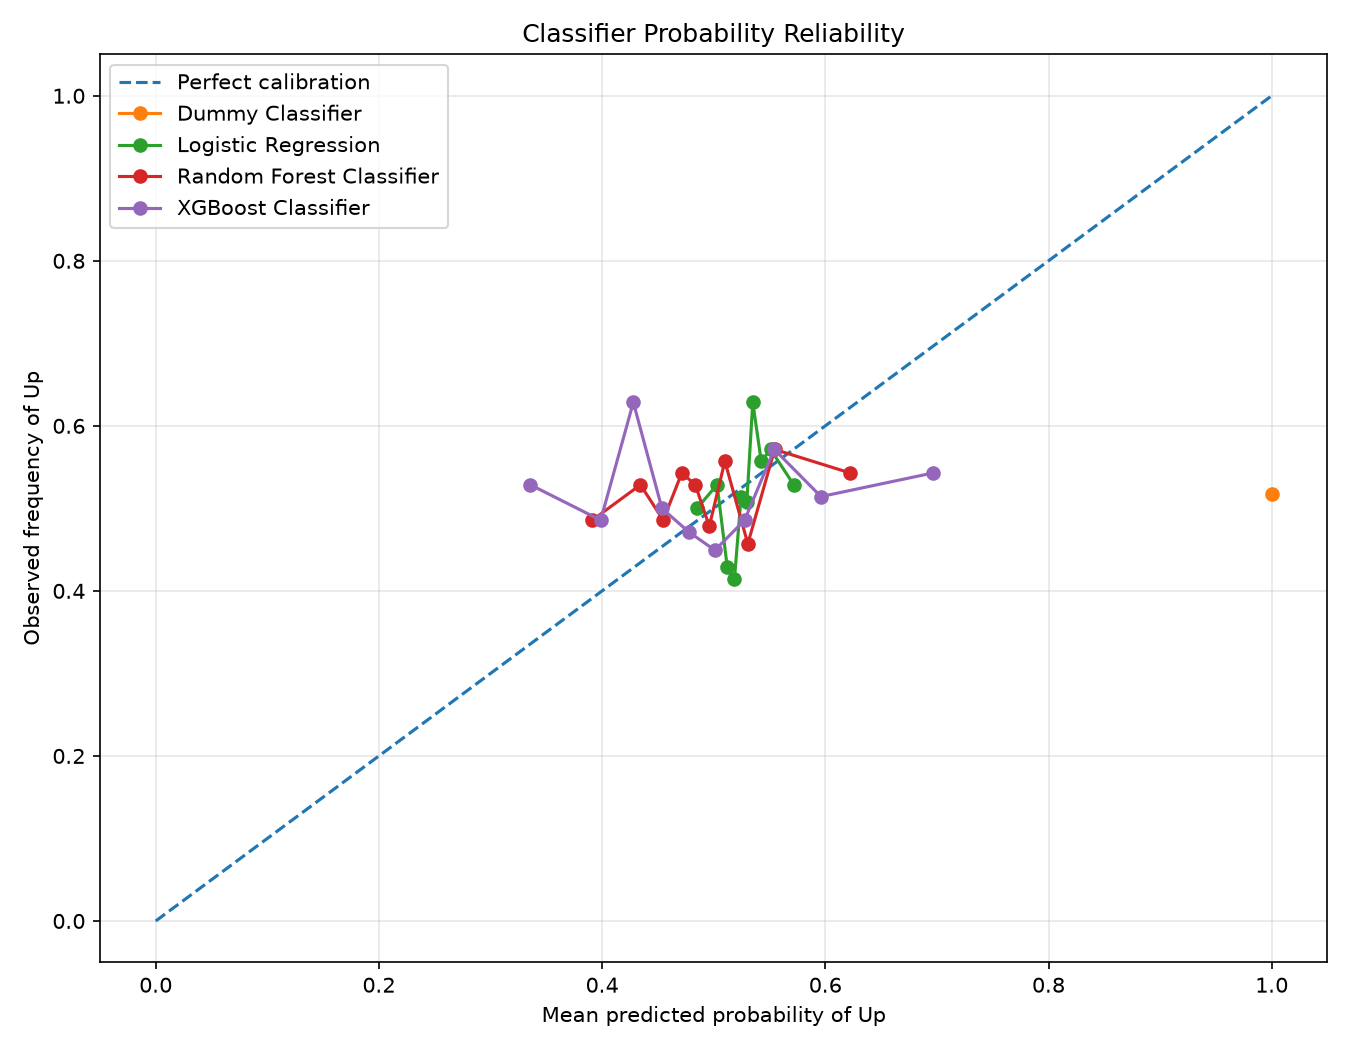 Classifier Probability Reliability
Perfect calibration
Dummy Classifier
Logistic Regression
Random Forest Classifier
XGBoost Classifier
1.0
0.8
0.6
0.4
0.2
0.0
Observed frequency of Up
0.0 0.2 0.4 0.6 0.8 1.0
Mean predicted probability of Up